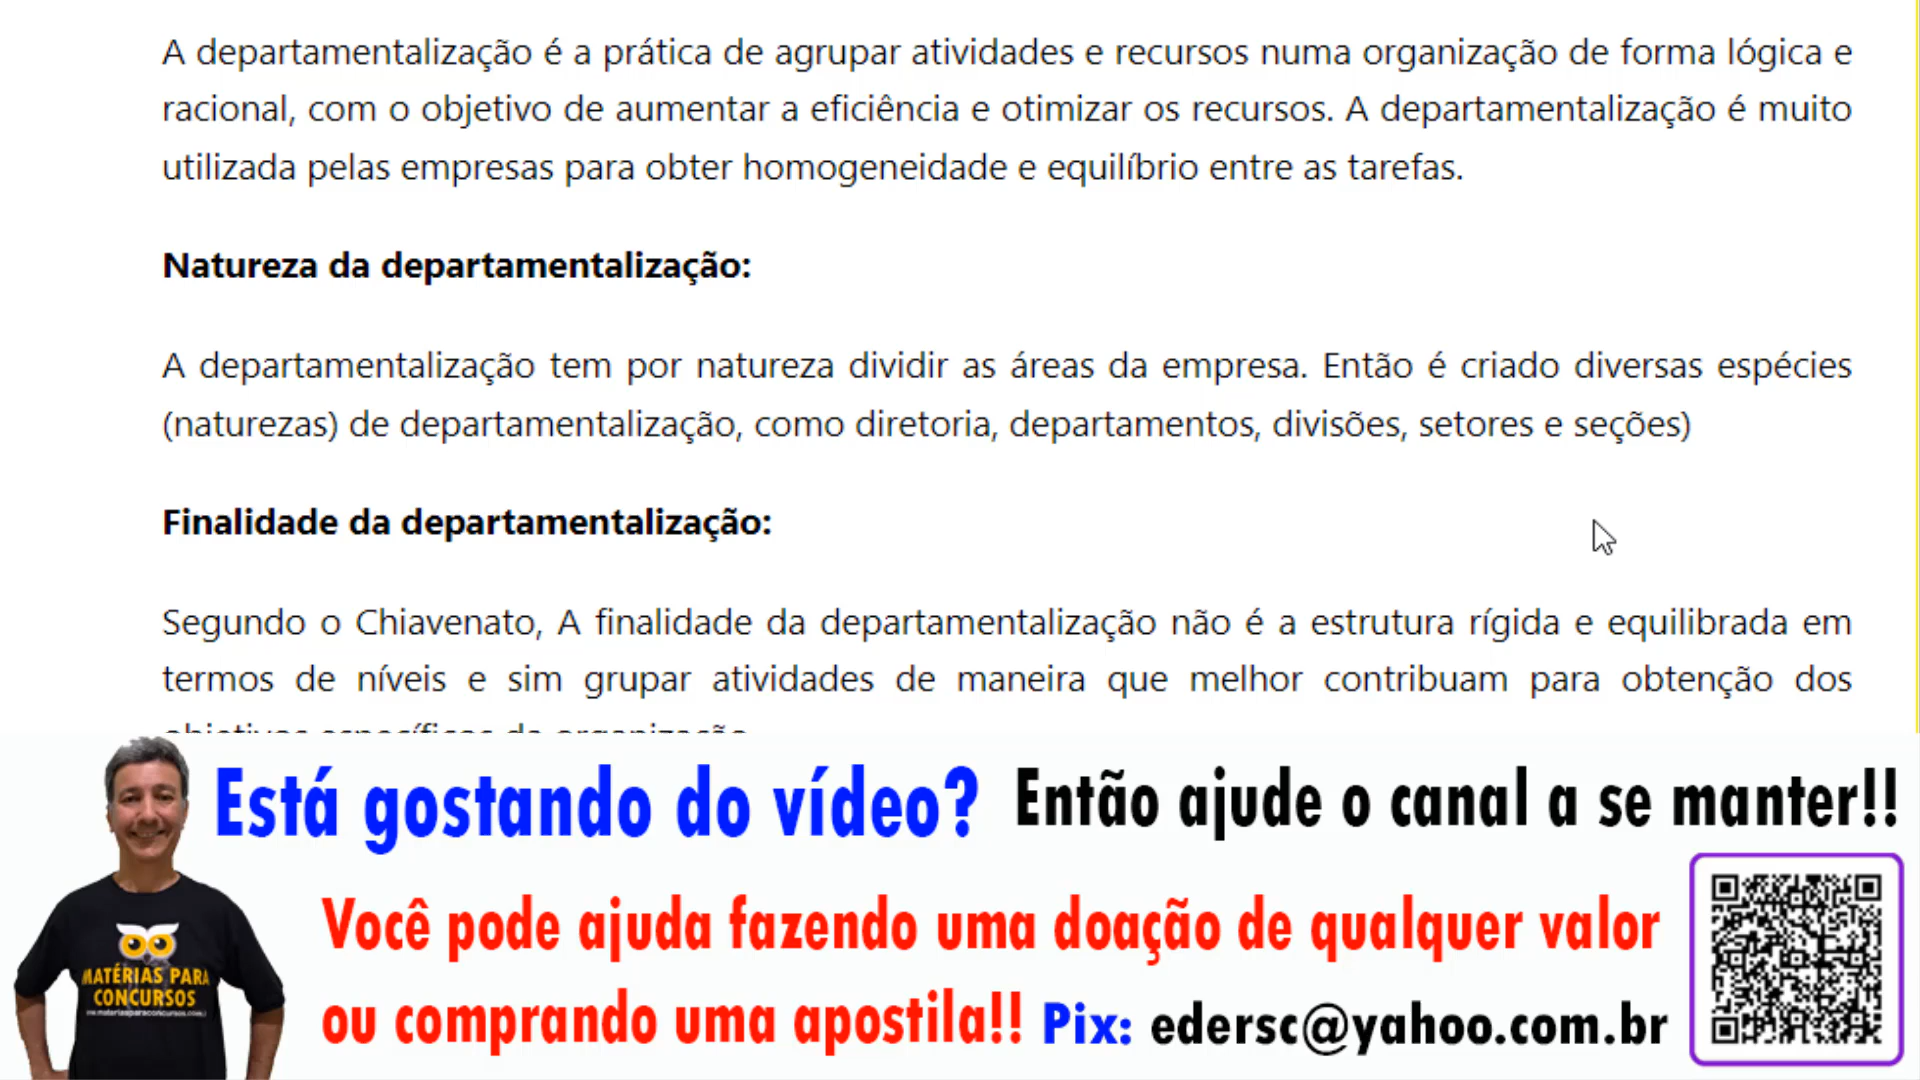 A departamentalização é a prática de agrupar atividades e recursos numa organização de forma lógica e
racional, com o objetivo de aumentar a eficiência e otimizar os recursos. A departamentalização é muito
utilizada pelas empresas para obter homogeneidade e equilíbrio entre as tarefas.
Natureza da departamentalização:
A departamentalização tem por natureza dividir as áreas da empresa. Então é criado diversas espécies
(naturezas) de departamentalização, como diretoria, departamentos, divisões, setores e seções)
Finalidade da departamentalização:
Segundo o Chiavenato, A finalidade da departamentalização não é a estrutura rígida e equilibrada em
termos de níveis e sim grupar atividades de maneira que melhor contribuam para obtenção dos
objetivos específicos da organização
Está gostando do vídeo? Então ajude o canal a se manter!!
Você pode ajuda fazendo uma doação de qualquer valor
ou comprando uma apostila!! Pix: edersc@yahoo.com.br
MATÉRIAS PARA
CONCURSOS